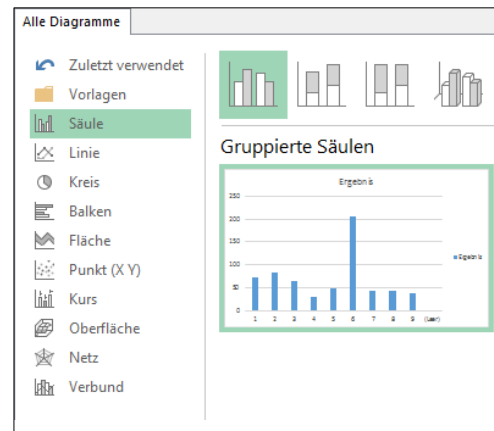 Alle Diagramme
Zuletzt verwendet
Vorlagen
Säule
Linie
Kreis
Balken
Fläche
Punkt (X Y)
Kurs
Oberfläche
Netz
Verbund
Gruppierte Säulen
Ergebnis
250
200
150
100
50
0
1 2 3 4 5 6 7 8 9 (Leer)
Ergebnis